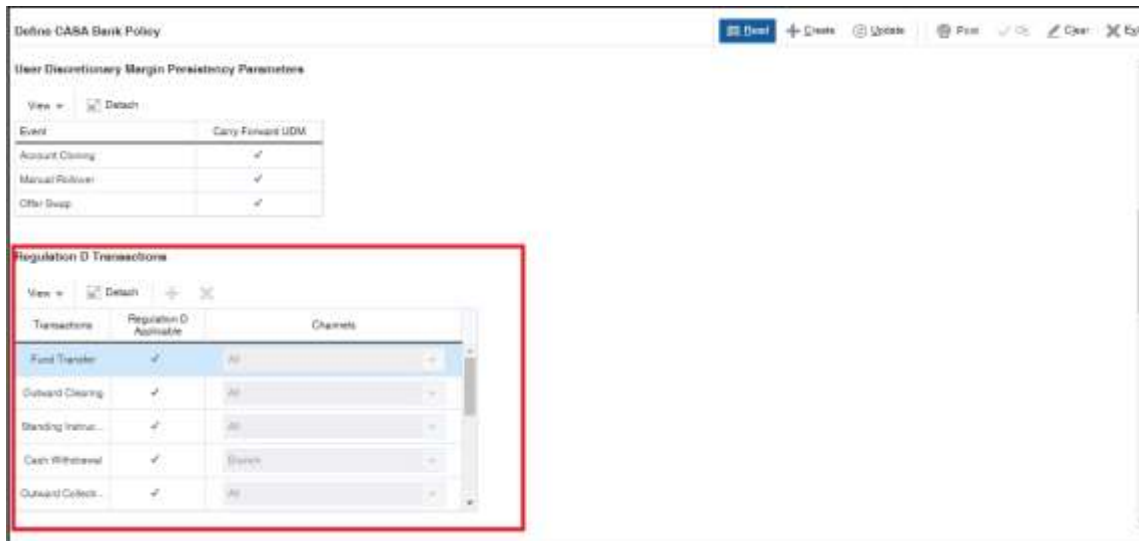 Define CASA Bank Policy
Read Create Update Print Ok Clear Exit
User Discretionary Margin Persistency Parameters
View Detach
Event Carry Forward UDM
Account Closing
Manual Rollover
Offer Swap
Regulation D Transactions
View Detach
Transactions Regulation D Applicable Channels
Fund Transfer All
Outward Clearing All
Standing Instruc... All
Cash Withdrawal Branch
Outward Collecti... All